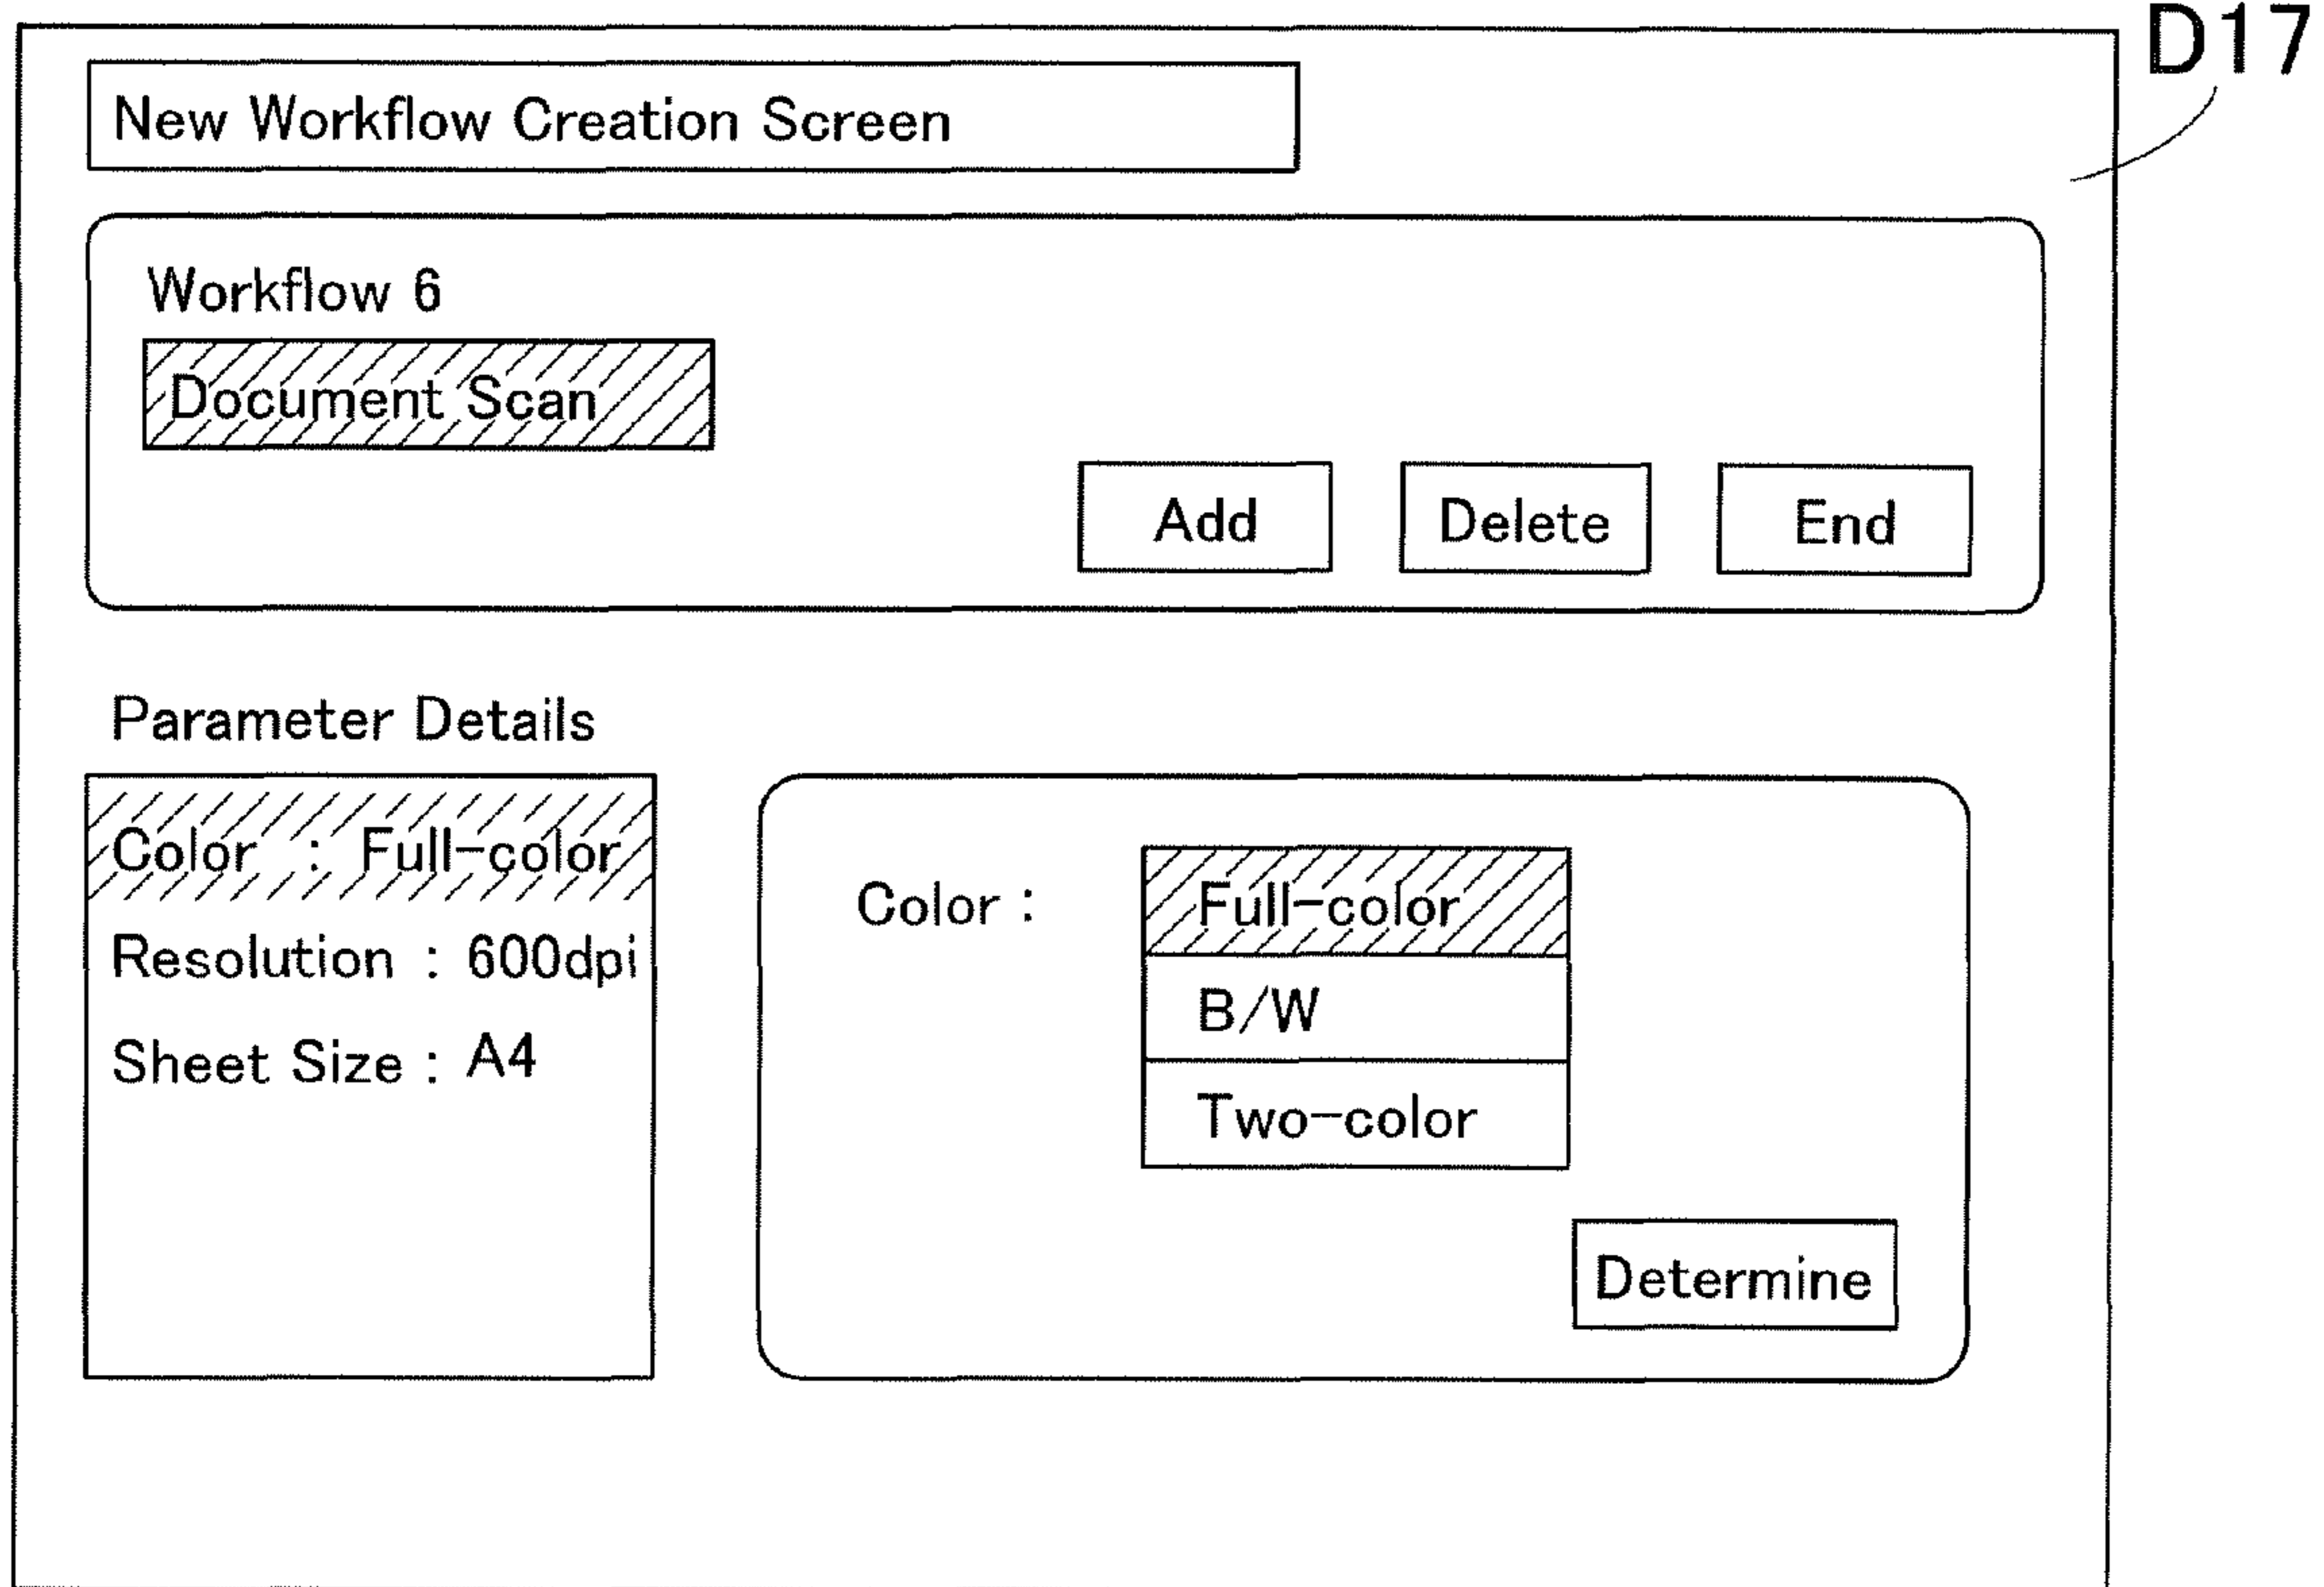 D17
New Workflow Creation Screen
Workflow 6
Document Scan
Add Delete End
Parameter Details
Color : Full-color
Resolution : 600dpi
Sheet Size : A4
Color :
Full-color
B/W
Two-color
Determine